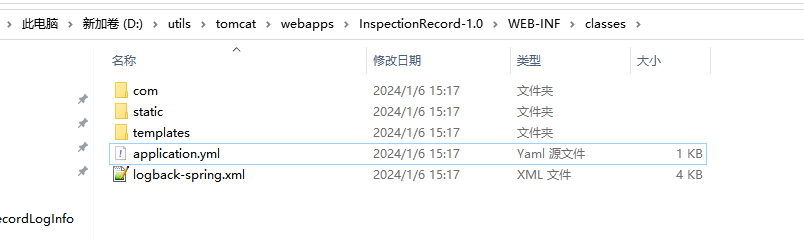 此电脑 › 新加卷 (D:) › utils › tomcat › webapps › InspectionRecord-1.0 › WEB-INF › classes ›
名称 修改日期 类型 大小
com 2024/1/6 15:17 文件夹
static 2024/1/6 15:17 文件夹
templates 2024/1/6 15:17 文件夹
application.yml 2024/1/6 15:17 Yaml 源文件 1 KB
logback-spring.xml 2024/1/6 15:17 XML 文件 4 KB
ecordLogInfo